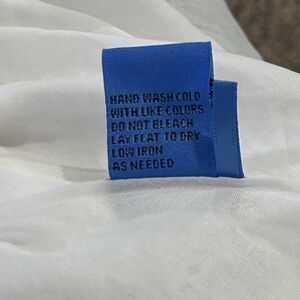 HAND WASH COLD
WITH LIKE COLORS
DO NOT BLEACH
LAY FLAT TO DRY
LOW IRON
AS NEEDED